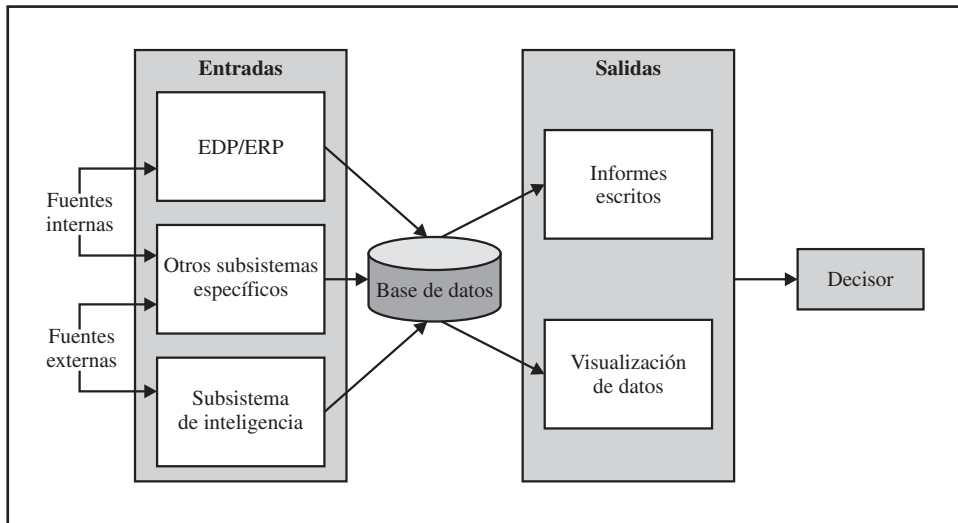 Entradas
EDP/ERP
Fuentes
internas
Otros subsistemas
específicos
Fuentes
externas
Subsistema
de inteligencia
Base de datos
Salidas
Informes
escritos
Visualización
de datos
Decisor